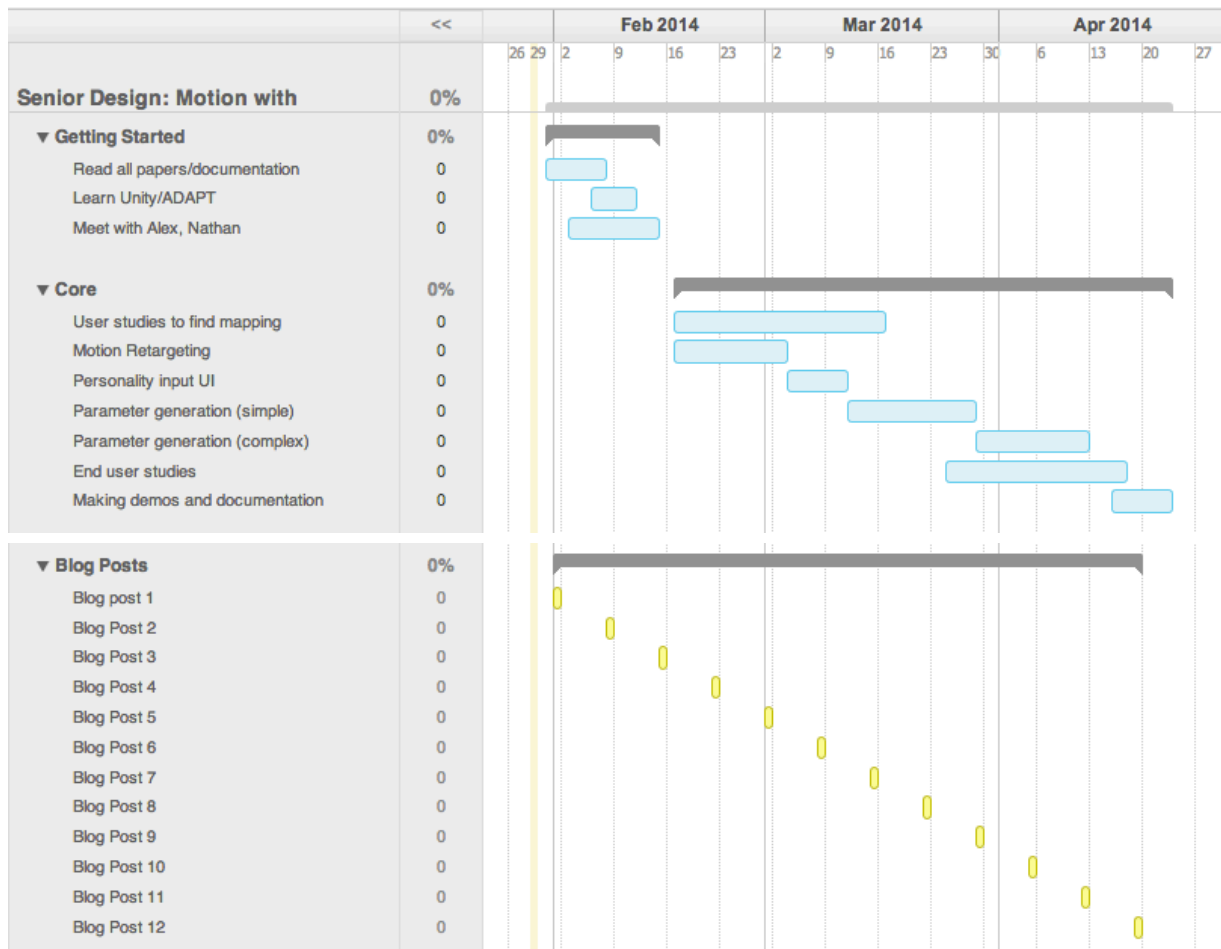 << Feb 2014 Mar 2014 Apr 2014
26 29 2 9 16 23 2 9 16 23 30 6 13 20 27
Senior Design: Motion with 0%
▼ Getting Started 0%
Read all papers/documentation 0
Learn Unity/ADAPT 0
Meet with Alex, Nathan 0
▼ Core 0%
User studies to find mapping 0
Motion Retargeting 0
Personality input UI 0
Parameter generation (simple) 0
Parameter generation (complex) 0
End user studies 0
Making demos and documentation 0
▼ Blog Posts 0%
Blog post 1 0
Blog Post 2 0
Blog Post 3 0
Blog Post 4 0
Blog Post 5 0
Blog Post 6 0
Blog Post 7 0
Blog Post 8 0
Blog Post 9 0
Blog Post 10 0
Blog Post 11 0
Blog Post 12 0